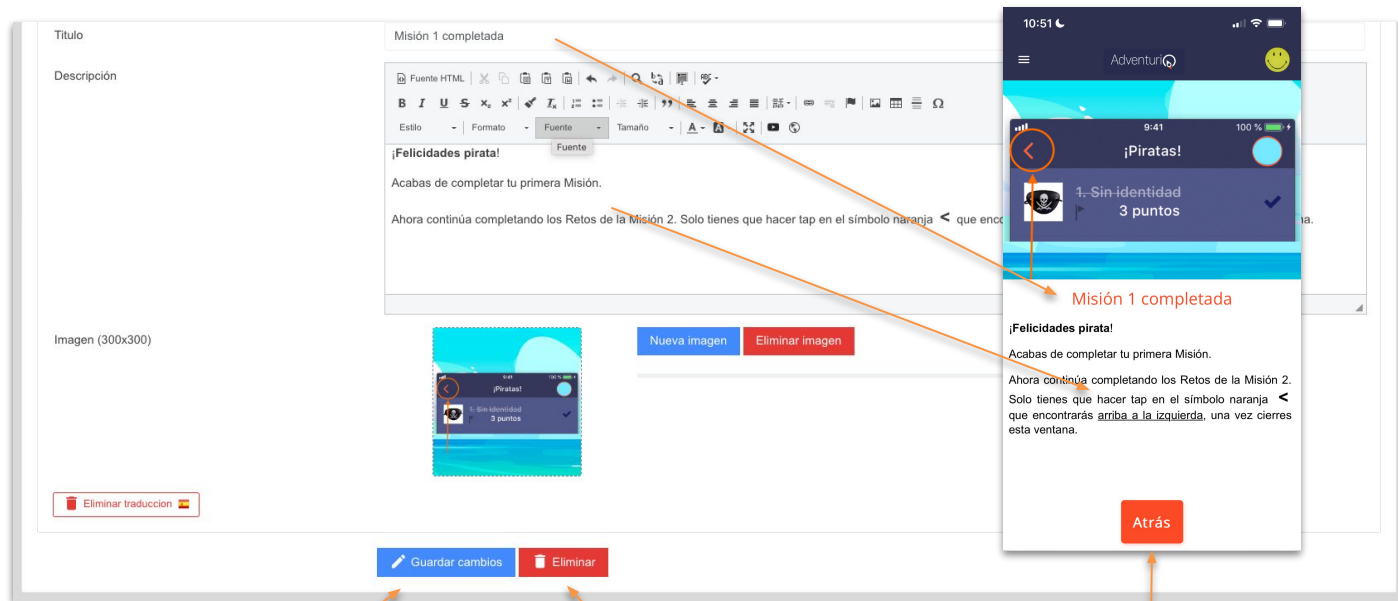 Titulo
Misión 1 completada
Descripción
Fuente HTML
Estilo
Formato
Fuente
Tamaño
Fuente
¡Felicidades pirata!
Acabas de completar tu primera Misión.
Ahora continúa completando los Retos de la Misión 2. Solo tienes que hacer tap en el símbolo naranja < que enco
na.
Imagen (300x300)
9:41
100 %
¡Piratas!
1. Sin identidad
3 puntos
Nueva imagen
Eliminar imagen
Eliminar traduccion
Guardar cambios
Eliminar
10:51
AdventuriQ
9:41
100 %
¡Piratas!
1. Sin identidad
3 puntos
Misión 1 completada
¡Felicidades pirata!
Acabas de completar tu primera Misión.
Ahora continúa completando los Retos de la Misión 2.
Solo tienes que hacer tap en el símbolo naranja <
que encontrarás arriba a la izquierda, una vez cierres
esta ventana.
Atrás